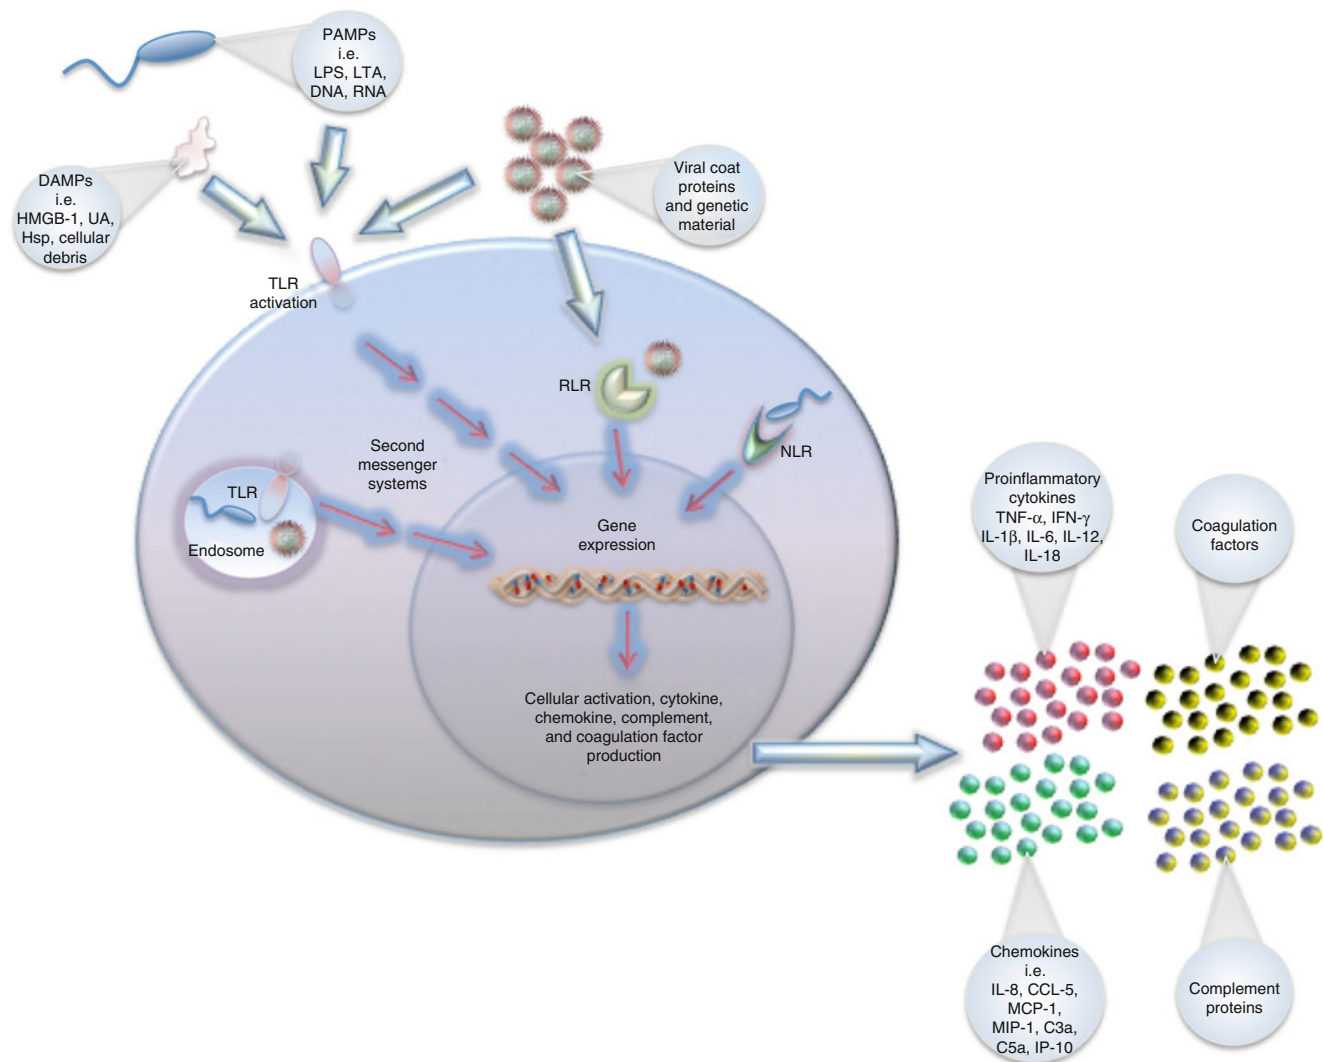 PAMPs
i.e.
LPS, LTA,
DNA, RNA
DAMPs
i.e.
HMGB-1, UA,
Hsp, cellular
debris
Viral coat
proteins
and genetic
material
TLR
activation
RLR
NLR
Second
messenger
systems
TLR
Endosome
Gene
expression
Cellular activation, cytokine,
chemokine, complement,
and coagulation factor
production
Proinflammatory
cytokines
TNF-α, IFN-γ
IL-1β, IL-6, IL-12,
IL-18
Coagulation
factors
Chemokines
i.e.
IL-8, CCL-5,
MCP-1,
MIP-1, C3a,
C5a, IP-10
Complement
proteins